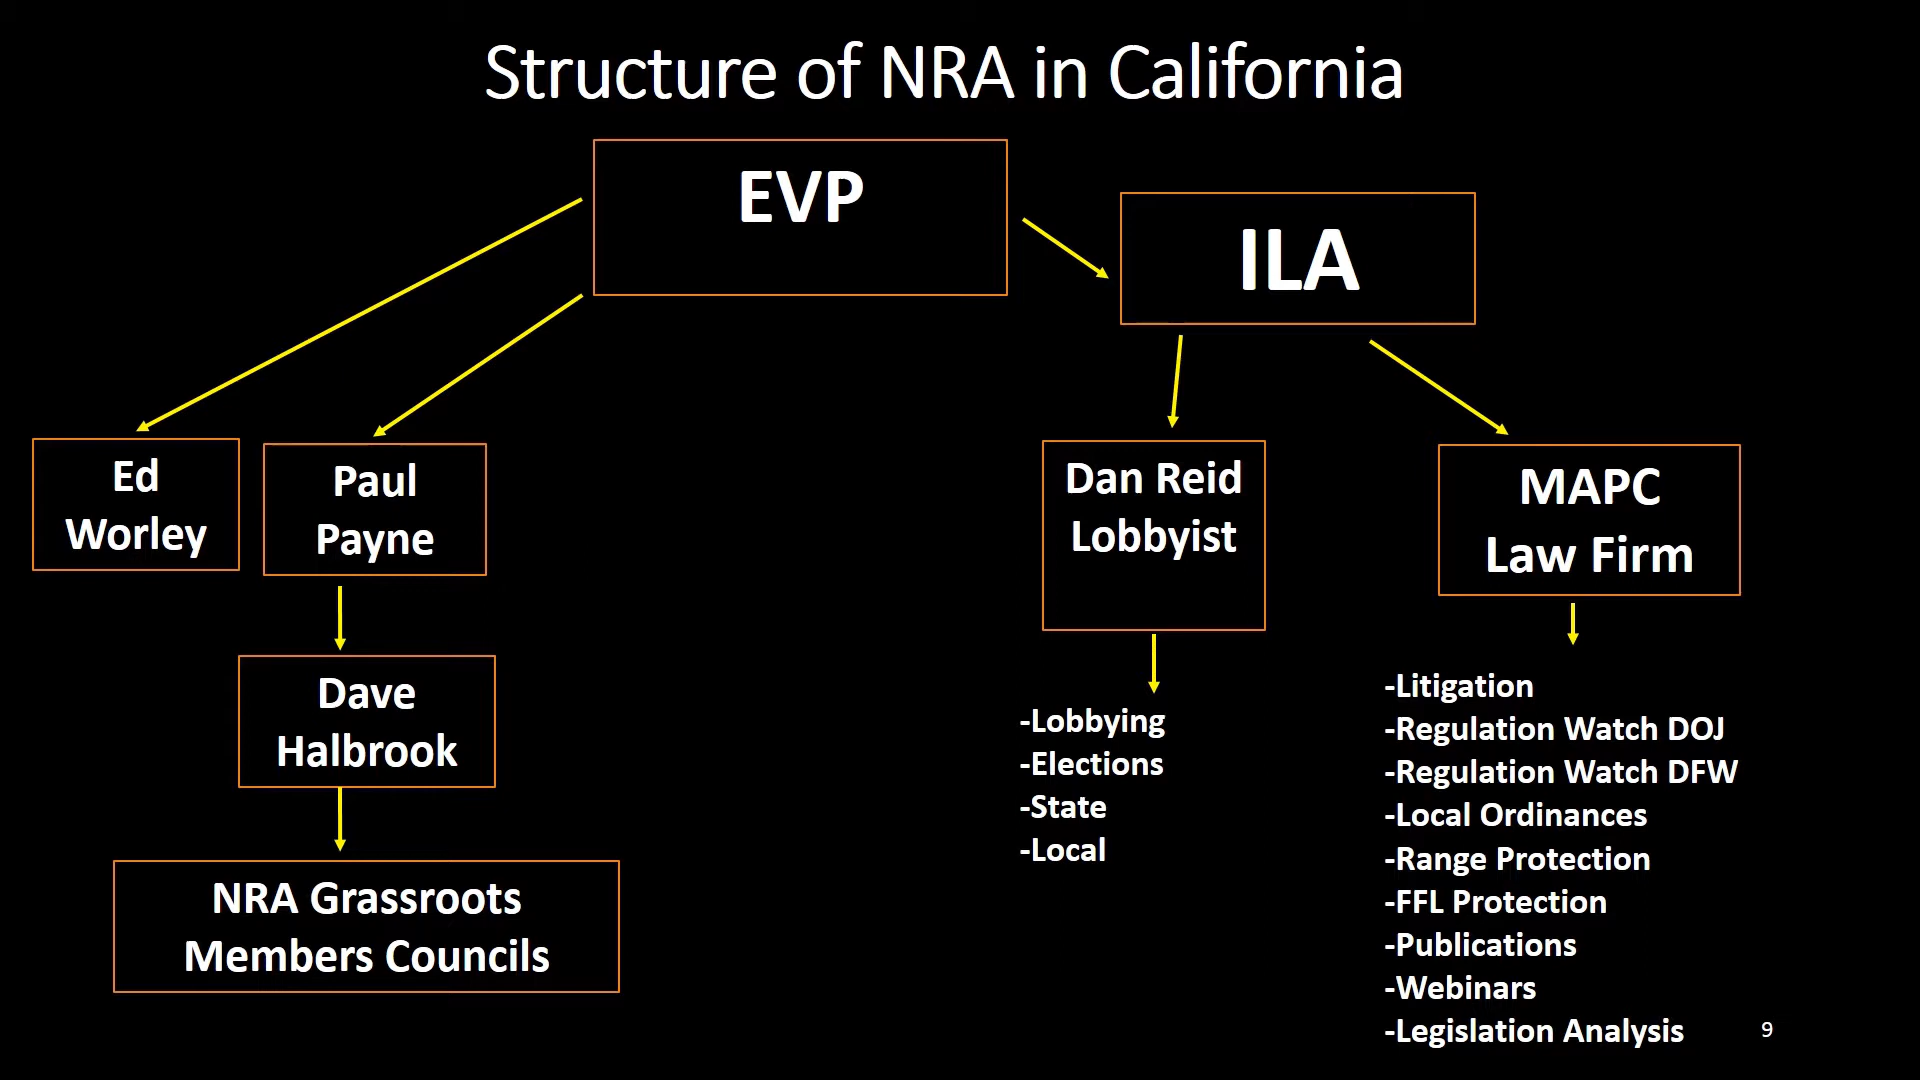 Structure of NRA in California
EVP
ILA
Ed
Worley
Paul
Payne
Dan Reid
Lobbyist
MAPC
Law Firm
Dave
Halbrook
NRA Grassroots
Members Councils
-Lobbying
-Elections
-State
-Local
-Litigation
-Regulation Watch DOJ
-Regulation Watch DFW
-Local Ordinances
-Range Protection
-FFL Protection
-Publications
-Webinars
-Legislation Analysis
9